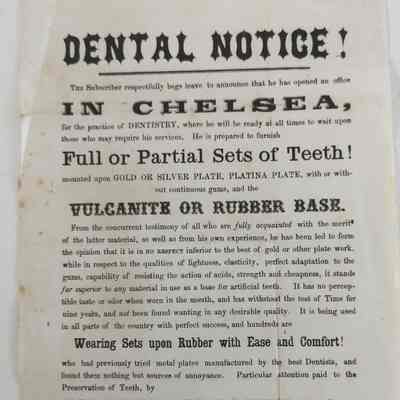 DENTAL NOTICE!
THE Subscriber respectfully begs leave to announce that he has opened an office
IN CHELSEA,
for the practice of DENTISTRY, where he will be ready at all times to wait upon
those who may require his services. He is prepared to furnish
Full or Partial Sets of Teeth!
mounted upon GOLD OR SILVER PLATE, PLATINA PLATE, with or with-
out continuous gums, and the
VULCANITE OR RUBBER BASE.
From the concurrent testimony of all who are fully acquainted with the merit
of the latter material, so well as from his own experience, he has been led to form
the opinion that it is in no respect inferior to the best of gold or other plate work,
while in respect to the qualities of lightness, elasticity, perfect adaptation to the
gums, capability of resisting the action of acids, strength and cheapness, it stands
far superior to any material in use as a base for artificial teeth. It has no percep-
tible taste or odor when worn in the mouth, and has withstood the test of Time for
nine years, and not been found wanting in any desirable quality. It is being used
in all parts of the country with perfect success, and hundreds are
Wearing Sets upon Rubber with Ease and Comfort!
who had previously tried metal plates manufactured by the best Dentists, and
found them nothing but sources of annoyance. Particular attention paid to the
Preservation of Teeth, by